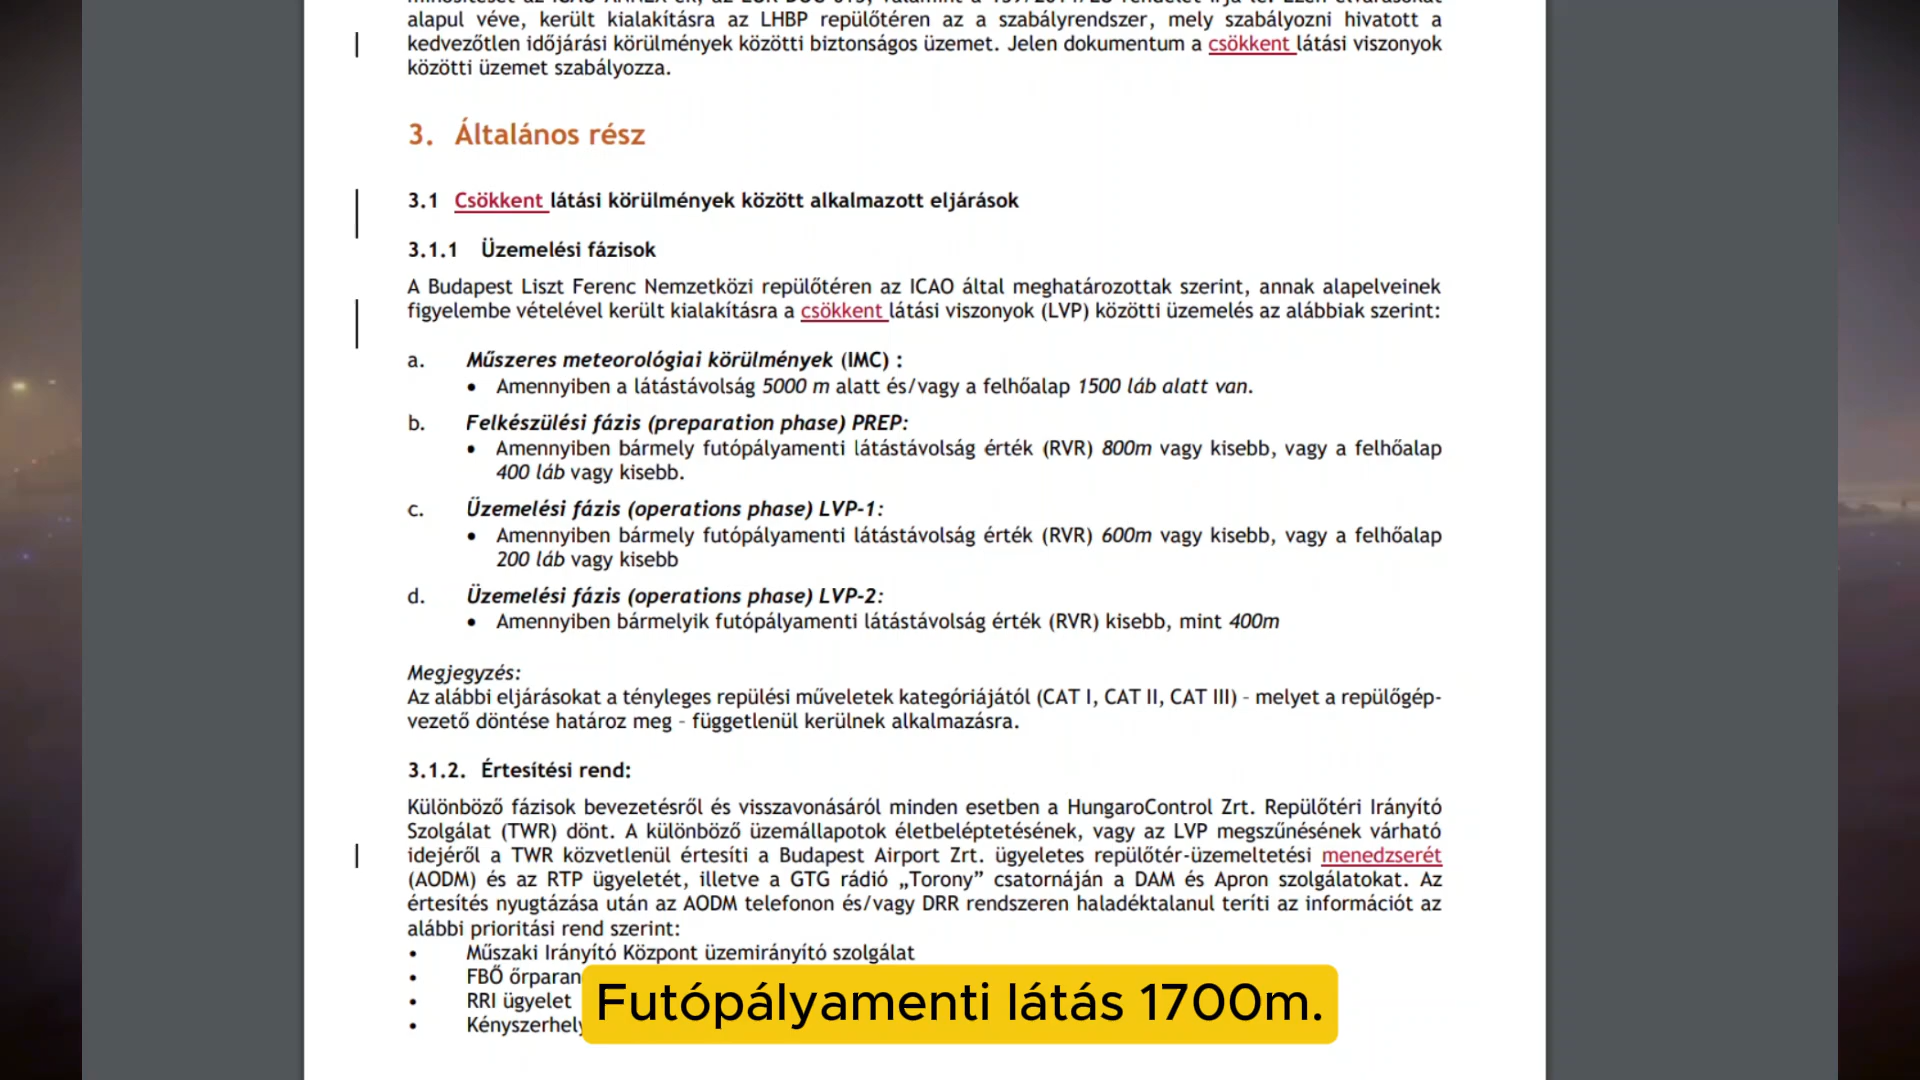 alapul véve, került kialakításra az LHBP repülőtéren az a szabályrendszer, mely szabályozni hivatott a
kedvezőtlen időjárási körülmények közötti biztonságos üzemet. Jelen dokumentum a csökkent látási viszonyok
közötti üzemet szabályozza.
3. Általános rész
3.1 Csökkent látási körülmények között alkalmazott eljárások
3.1.1 Üzemelési fázisok
A Budapest Liszt Ferenc Nemzetközi repülőtéren az ICAO által meghatározottak szerint, annak alapelveinek
figyelembe vételével került kialakításra a csökkent látási viszonyok (LVP) közötti üzemelés az alábbiak szerint:
a. Műszeres meteorológiai körülmények (IMC) :
• Amennyiben a látástávolság 5000 m alatt és/vagy a felhőalap 1500 láb alatt van.
b. Felkészülési fázis (preparation phase) PREP:
• Amennyiben bármely futópályamenti látástávolság érték (RVR) 800m vagy kisebb, vagy a felhőalap
400 láb vagy kisebb.
c. Üzemelési fázis (operations phase) LVP-1:
• Amennyiben bármely futópályamenti látástávolság érték (RVR) 600m vagy kisebb, vagy a felhőalap
200 láb vagy kisebb
d. Üzemelési fázis (operations phase) LVP-2:
• Amennyiben bármelyik futópályamenti látástávolság érték (RVR) kisebb, mint 400m
Megjegyzés:
Az alábbi eljárásokat a tényleges repülési műveletek kategóriájától (CAT I, CAT II, CAT III) – melyet a repülőgép-
vezető döntése határoz meg – függetlenül kerülnek alkalmazásra.
3.1.2. Értesítési rend:
Különböző fázisok bevezetésről és visszavonásáról minden esetben a HungaroControl Zrt. Repülőtéri Irányító
Szolgálat (TWR) dönt. A különböző üzemállapotok életbeléptetésének, vagy az LVP megszűnésének várható
idejéről a TWR közvetlenül értesíti a Budapest Airport Zrt. ügyeletes repülőtér-üzemeltetési menedzserét
(AODM) és az RTP ügyeletét, illetve a GTG rádió „Torony” csatornáján a DAM és Apron szolgálatokat. Az
értesítés nyugtázása után az AODM telefonon és/vagy DRR rendszeren haladéktalanul teríti az információt az
alábbi prioritási rend szerint:
• Műszaki Irányító Központ üzemirányító szolgálat
• FBŐ őrparan
• RRI ügyelet
• Kényszerhely
Futópályamenti látás 1700m.